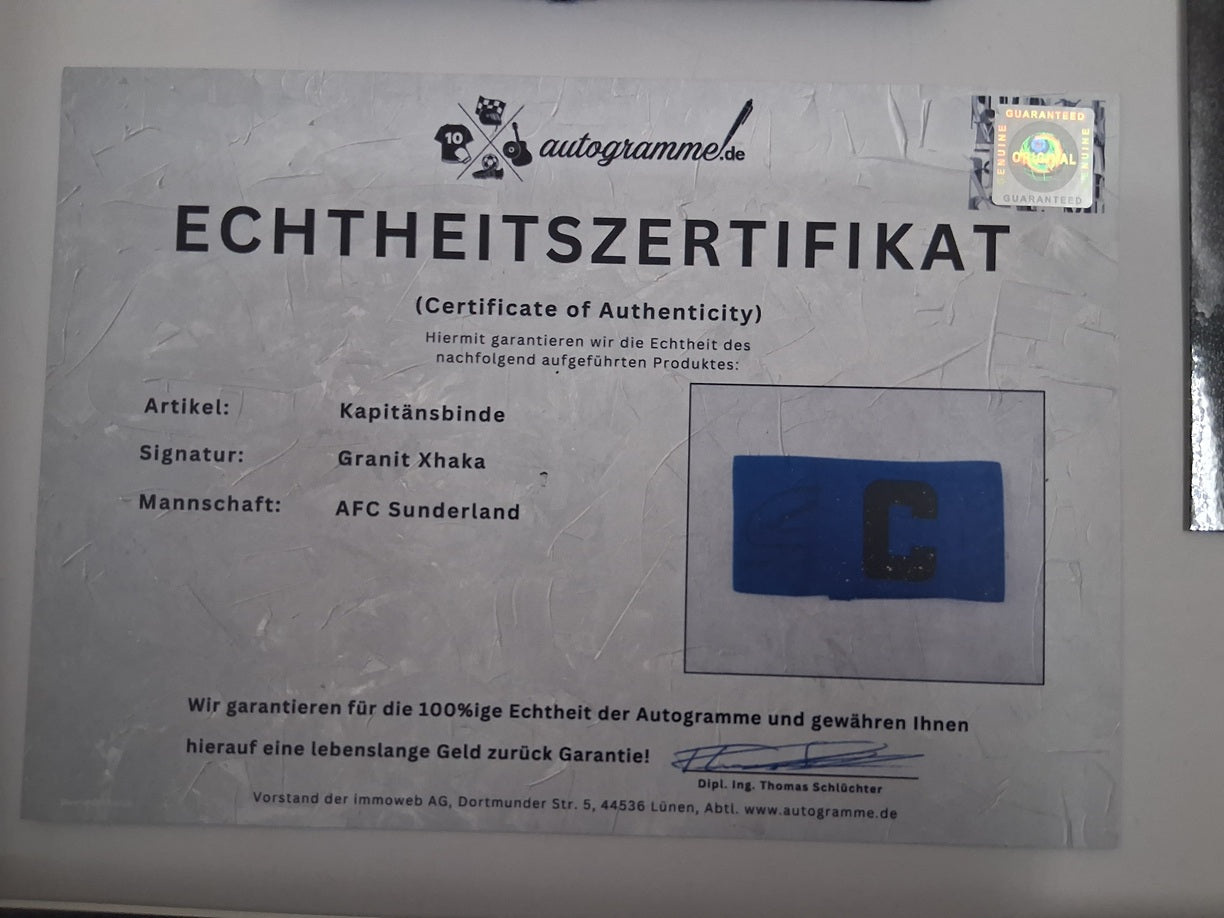 10
autogramme.de
GUARANTEED
GENUINE
ORIGINAL
GENUINE
GUARANTEED
ECHTHEITSZERTIFIKAT
(Certificate of Authenticity)
Hiermit garantieren wir die Echtheit des
nachfolgend aufgeführten Produktes:
Artikel: Kapitänsbinde
Signatur: Granit Xhaka
Mannschaft: AFC Sunderland
C
Wir garantieren für die 100%ige Echtheit der Autogramme und gewähren Ihnen
hierauf eine lebenslange Geld zurück Garantie!
Dipl. Ing. Thomas Schlüchter
Vorstand der immoweb AG, Dortmunder Str. 5, 44536 Lünen, Abtl. www.autogramme.de